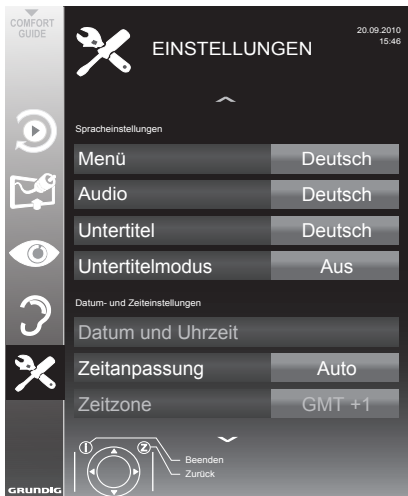 COMFORT
GUIDE
EINSTELLUNGEN
20.09.2010
15:46
Spracheinstellungen
Menü Deutsch
Audio Deutsch
Untertitel Deutsch
Untertitelmodus Aus
Datum- und Zeiteinstellungen
Datum und Uhrzeit
Zeitanpassung Auto
Zeitzone GMT +1
Beenden
Zurück
GRUNDIG